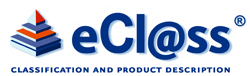 eCl@ss®
CLASSIFICATION AND PRODUCT DESCRIPTION